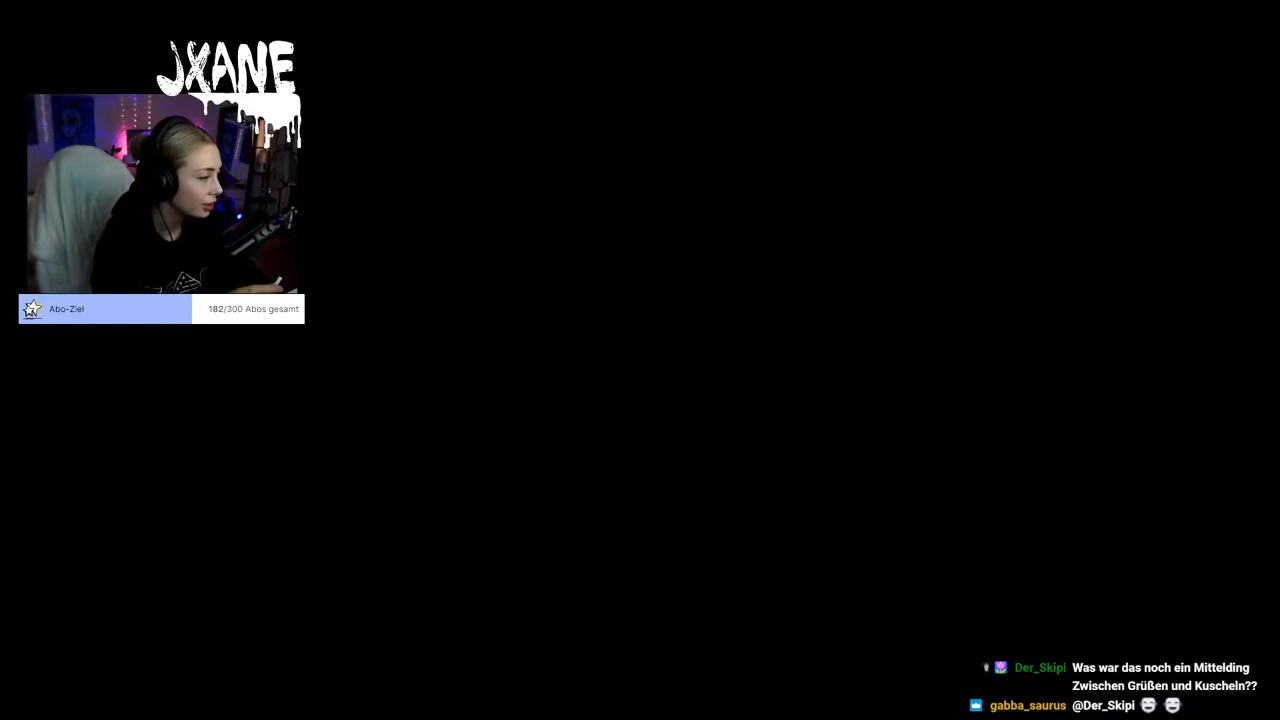 JXANE
Abo-Ziel
182/300 Abos gesamt
Der_Skipi Was war das noch ein Mittelding
Zwischen Grüßen und Kuscheln??
gabba_saurus @Der_Skipi